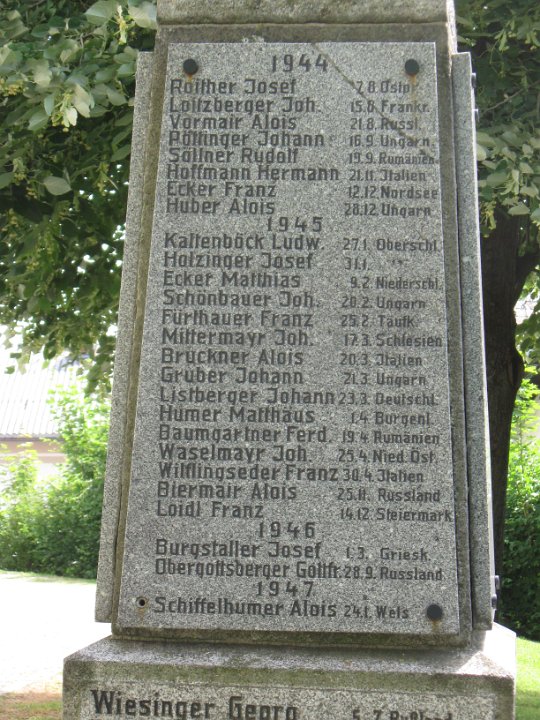 1944
Roither Josef 17.8. Ostpr.
Loitzberger Joh. 15.8. Frankr.
Vormair Alois 21.8. Russl.
Pöttinger Johann 16.9. Ungarn
Söllner Rudolf 19.9. Rumänien
Hoffmann Hermann 21.11. Italien
Ecker Franz 12.12. Nordsee
Huber Alois 28.12. Ungarn
1945
Kaltenböck Ludw. 27.1. Oberschl.
Holzinger Josef 31.1. "
Ecker Matthias 9.2. Niederschl.
Schönbauer Joh. 20.2. Ungarn
Fürthauer Franz 25.2.
Mittermayr Joh. 17.3. Schlesien
Bruckner Alois 20.3. Italien
Gruber Johann 21.3. Ungarn
Listberger Johann 23.3. Deutschl.
Humer Matthäus 1.4. Burgenl.
Baumgartner Ferd. 19.4. Rumänien
Waselmayr Joh. 25.4. Nied. Öst.
Wilflingseder Franz 30.4. Italien
Biermair Alois 25.11. Russland
Loidl Franz 14.12. Steiermark
1946
Burgstaller Josef 1.3. Griesk.
Obergottsberger Gottfr. 28.9. Russland
1947
Schiffelhumer Alois 24.1. Wels
Wiesinger Georg